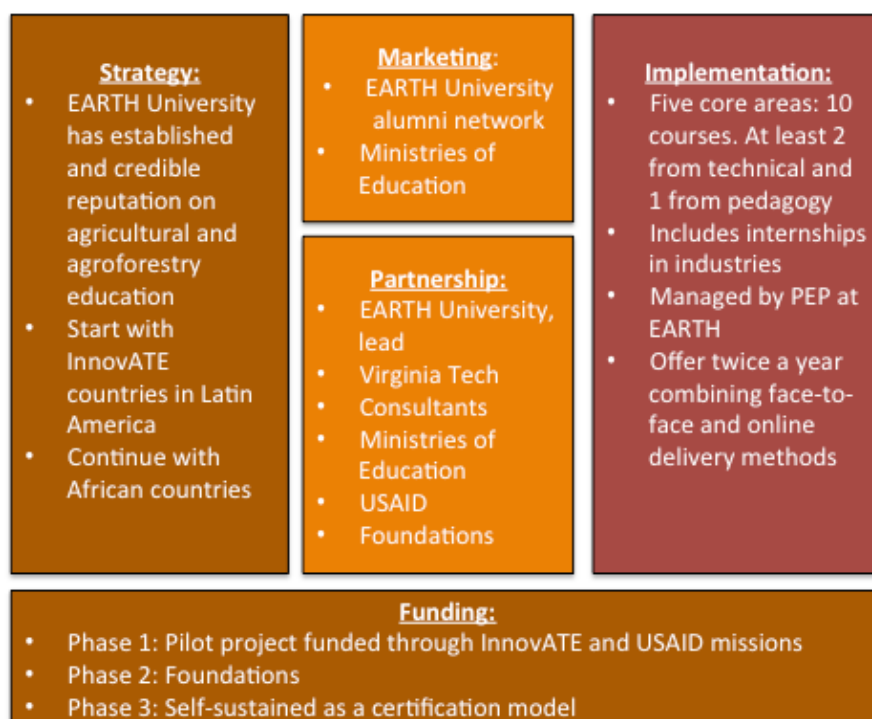 Strategy:
• EARTH University
has established
and credible
reputation on
agricultural and
agroforestry
education
• Start with
InnovATE
countries in Latin
America
• Continue with
African countries
Marketing:
• EARTH University
alumni network
• Ministries of
Education
Partnership:
• EARTH University,
lead
• Virginia Tech
• Consultants
• Ministries of
Education
• USAID
• Foundations
Implementation:
• Five core areas: 10
courses. At least 2
from technical and
1 from pedagogy
• Includes internships
in industries
• Managed by PEP at
EARTH
• Offer twice a year
combining face-to-
face and online
delivery methods
Funding:
• Phase 1: Pilot project funded through InnovATE and USAID missions
• Phase 2: Foundations
• Phase 3: Self-sustained as a certification model